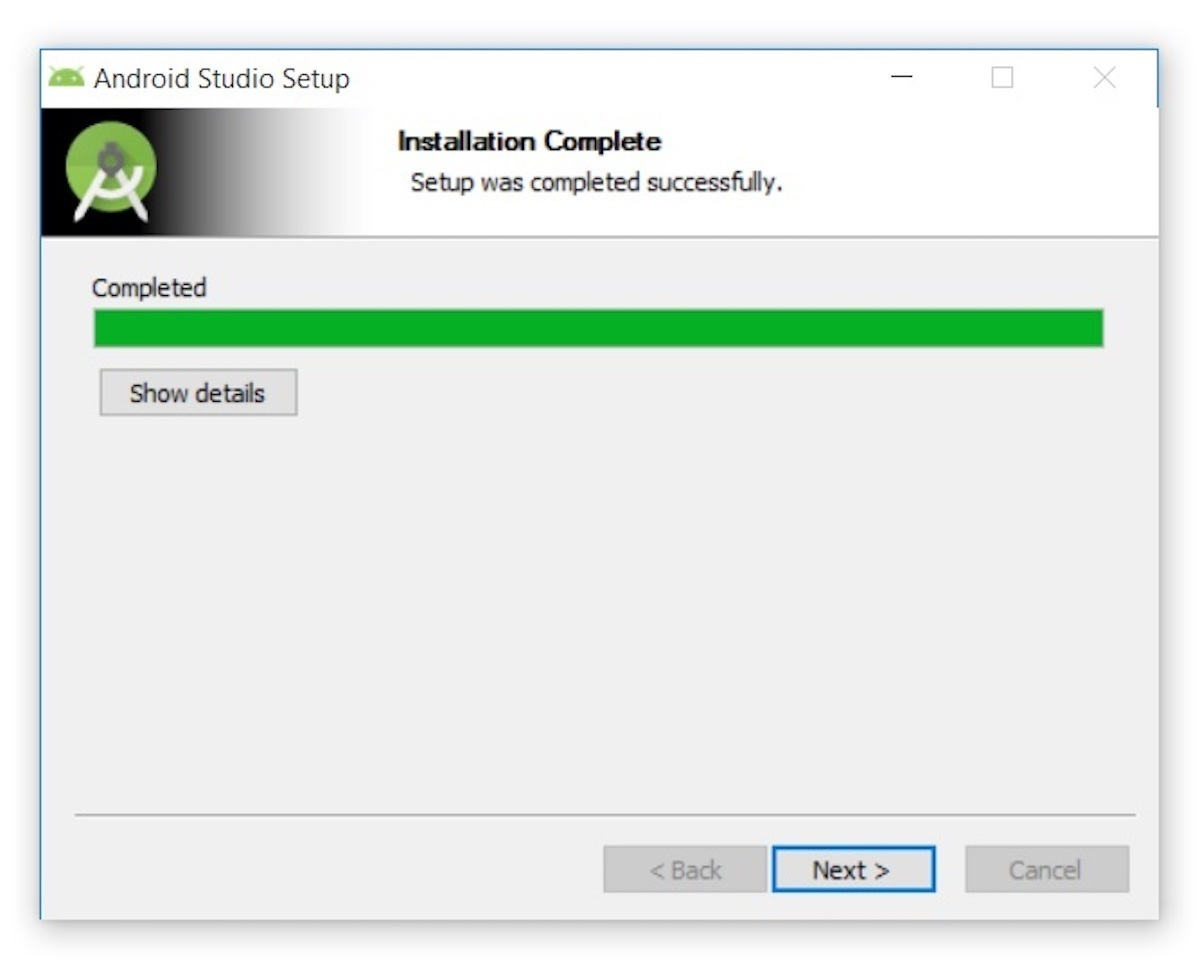 Android Studio Setup
Installation Complete
Setup was completed successfully.
Completed
Show details
< Back
Next >
Cancel